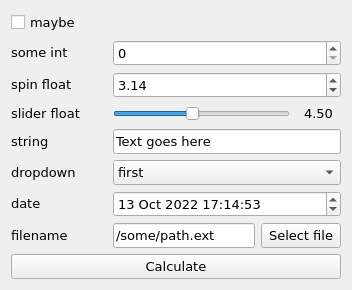 maybe
some int 0
spin float 3.14
slider float 4.50
string Text goes here
dropdown first
date 13 Oct 2022 17:14:53
filename /some/path.ext Select file
Calculate